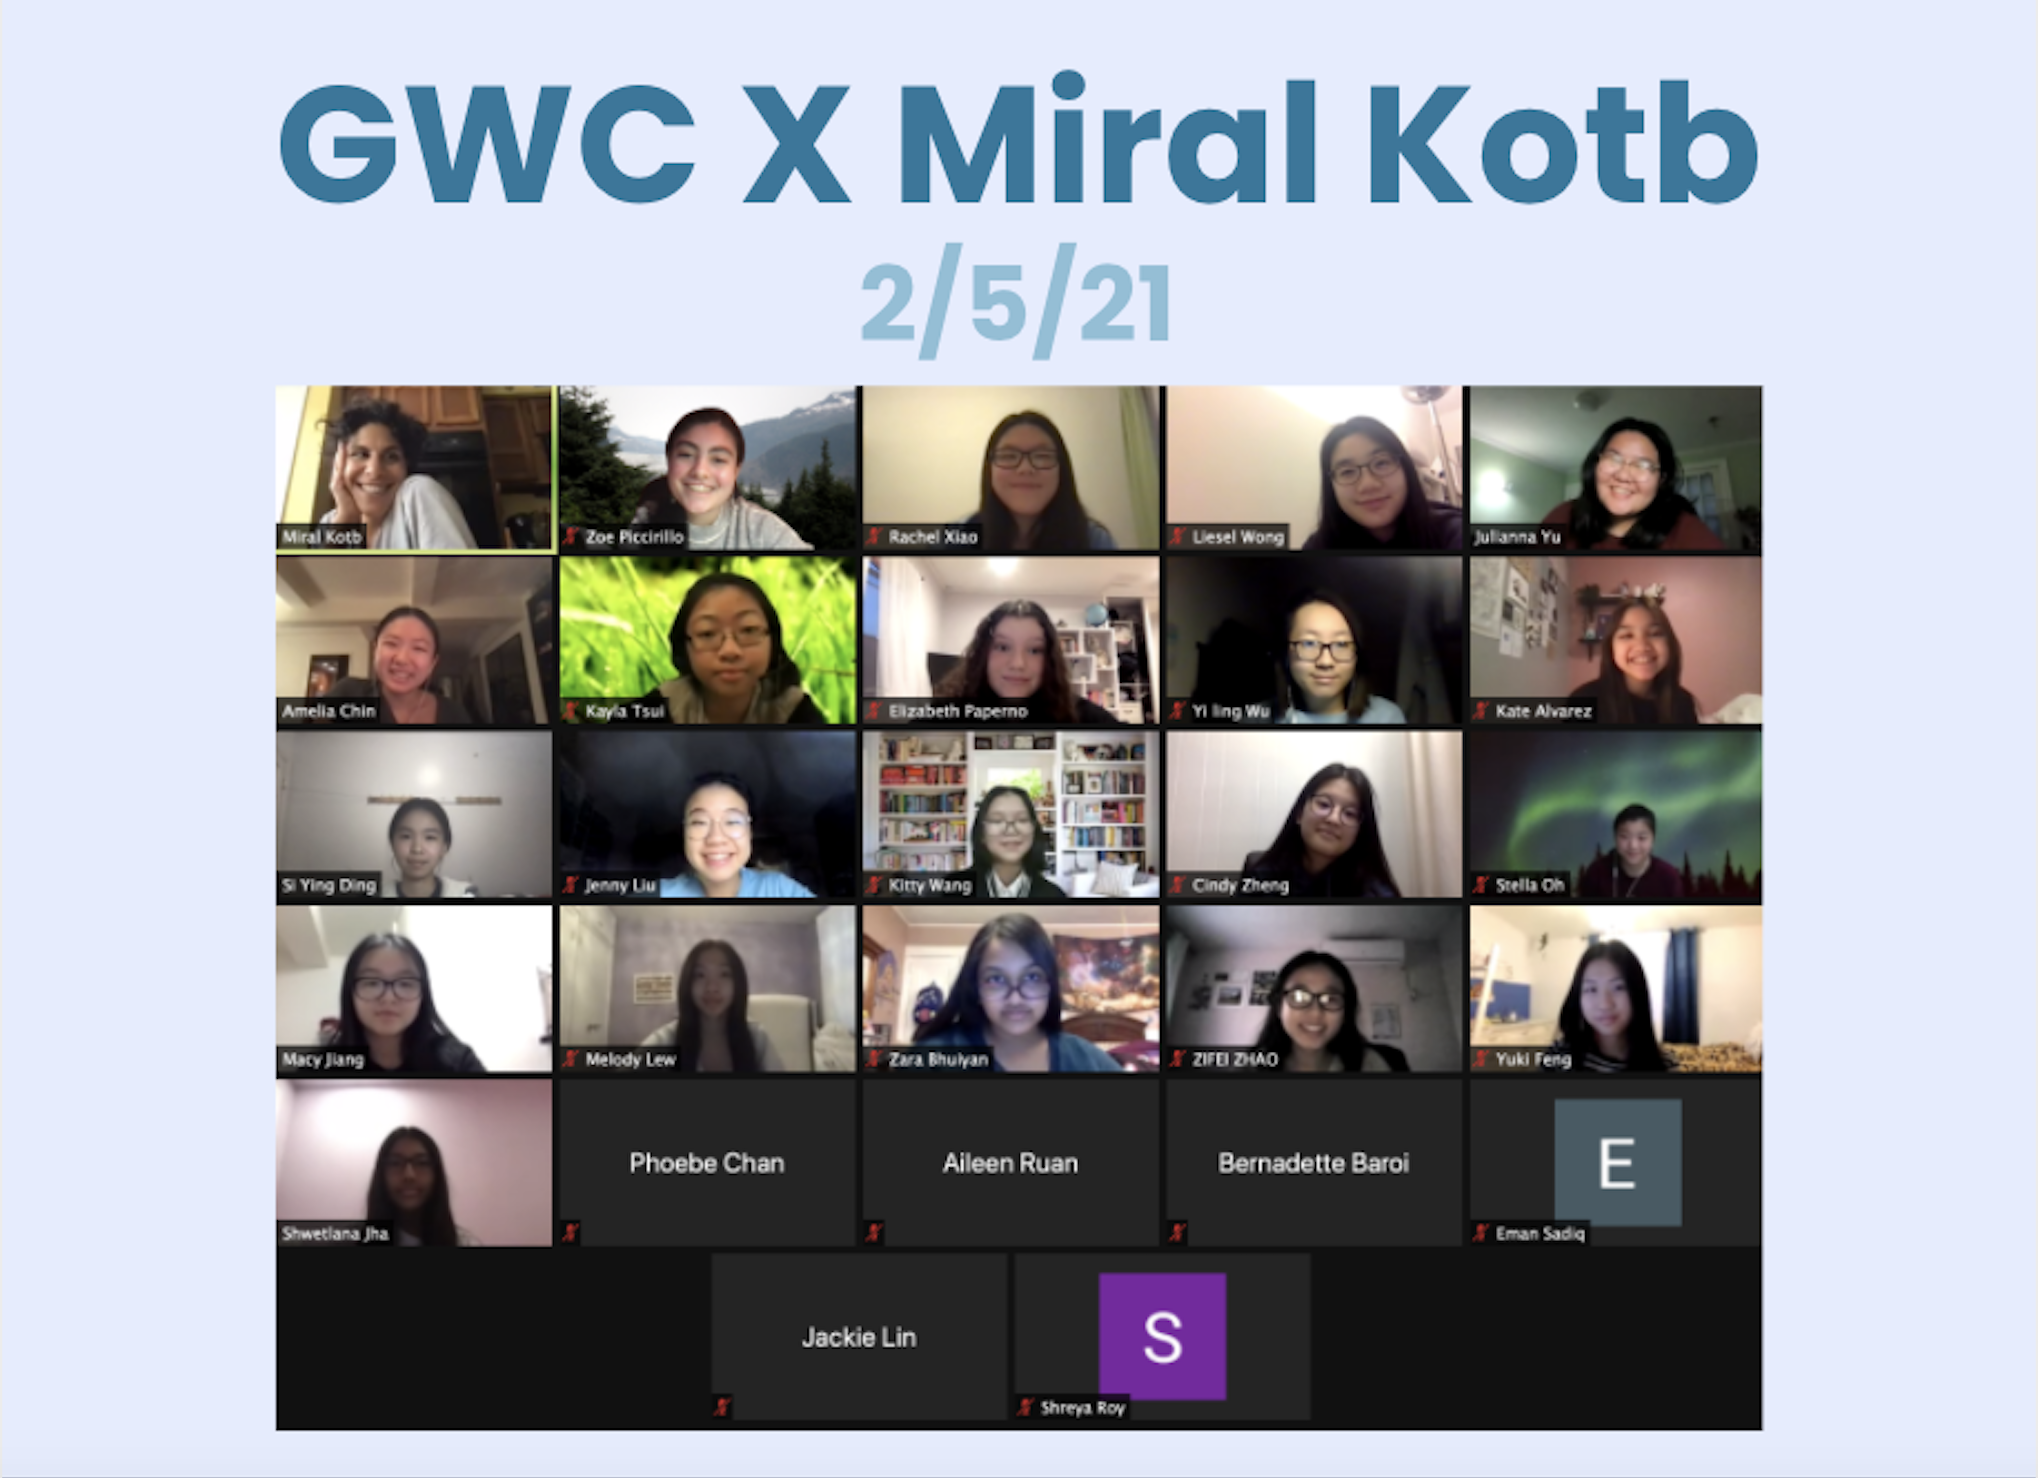 GWC X Miral Kotb
2/5/21
Miral Kotb
Zoe Piccirillo
Rachel Xiao
Liesel Wong
Julianna Yu
Amelia Chin
Kayla Tsui
Elizabeth Paperno
Yi ling Wu
Kate Alvarez
Si Ying Ding
Jenny Liu
Kitty Wang
Cindy Zheng
Stella Oh
Macy Jiang
Melody Lew
Zara Bhuiyan
ZIFEI ZHAO
Yuki Feng
Shwetlana Jha
Phoebe Chan
Aileen Ruan
Bernadette Baroi
E
Eman Sadiq
Jackie Lin
S
Shreya Roy